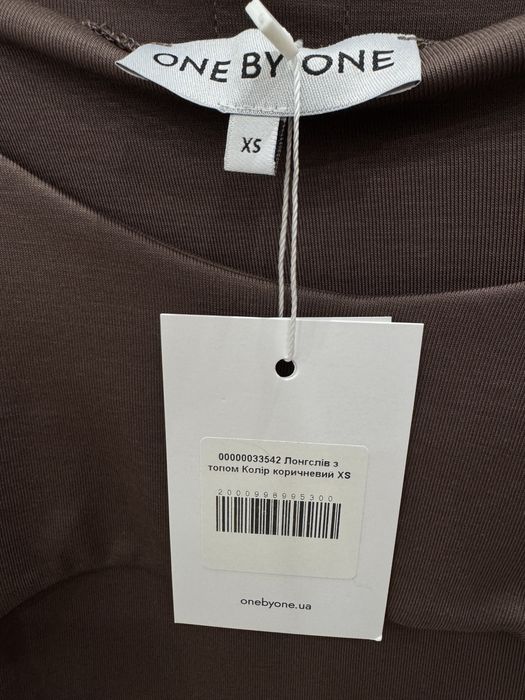 ONE BY ONE
XS
00000033542 Лонгслів з
топом Колір коричневий XS
2000998995300
onebyone.ua